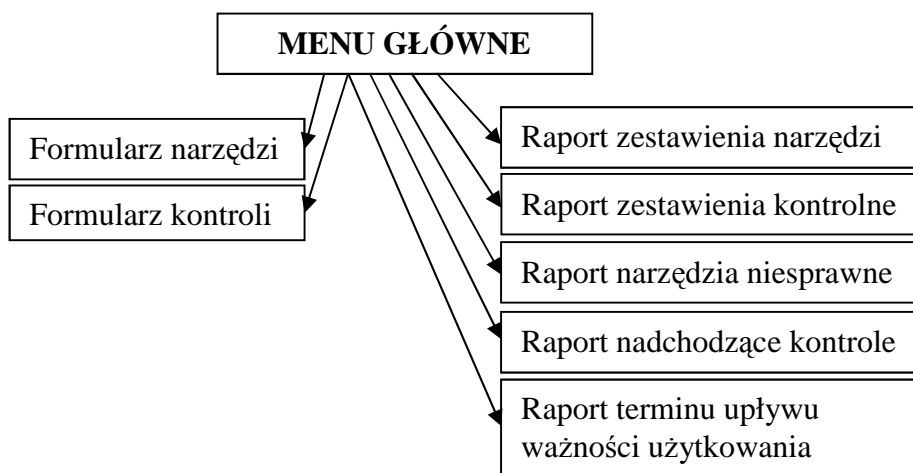 MENU GŁÓWNE
Formularz narzędzi
Formularz kontroli
Raport zestawienia narzędzi
Raport zestawienia kontrolne
Raport narzędzia niesprawne
Raport nadchodzące kontrole
Raport terminu upływu
ważności użytkowania